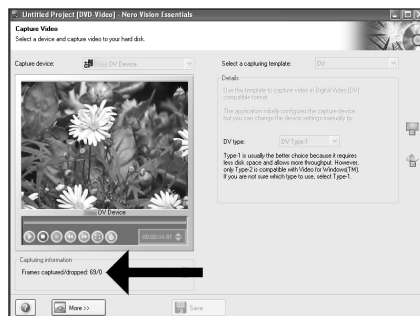 Untitled Project [DVD-Video] - Nero Vision Essentials
Capture Video
Select a device and capture video to your hard disk.
Capture device:
DV Device
Select a capturing template:
DV
Details
Use this template to capture video in Digital Video (DV)
compatible format.
The application initially configures the capture device,
but you can change the device settings manually by
DV type:
DV Type-1
Type-1 is usually the better choice because it requires
less disk space and allows more throughput. However,
only Type-2 is compatible with Video for Windows(TM).
If you are not sure which type to use, select Type-1.
DV Device
Capturing information
Frames captured/dropped: 69/0
More >>
Save